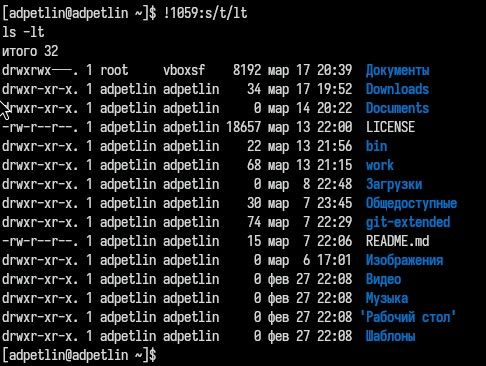 [adpetlin@adpetlin ~]$ !1059:s/t/lt
ls -lt
итого 32
drwxrwx---. 1 root     vboxsf    8192 мар 17 20:39  Документы
drwxr-xr-x. 1 adpetlin adpetlin    34 мар 17 19:52  Downloads
drwxr-xr-x. 1 adpetlin adpetlin     0 мар 14 20:22  Documents
-rw-r--r--. 1 adpetlin adpetlin 18657 мар 13 22:00  LICENSE
drwxr-xr-x. 1 adpetlin adpetlin    22 мар 13 21:56  bin
drwxr-xr-x. 1 adpetlin adpetlin    68 мар 13 21:15  work
drwxr-xr-x. 1 adpetlin adpetlin     0 мар  8 22:48  Загрузки
drwxr-xr-x. 1 adpetlin adpetlin    30 мар  7 23:45  Общедоступные
drwxr-xr-x. 1 adpetlin adpetlin    74 мар  7 22:29  git-extended
-rw-r--r--. 1 adpetlin adpetlin    15 мар  7 22:06  README.md
drwxr-xr-x. 1 adpetlin adpetlin     0 мар  6 17:01  Изображения
drwxr-xr-x. 1 adpetlin adpetlin     0 фев 27 22:08  Видео
drwxr-xr-x. 1 adpetlin adpetlin     0 фев 27 22:08  Музыка
drwxr-xr-x. 1 adpetlin adpetlin     0 фев 27 22:08 'Рабочий стол'
drwxr-xr-x. 1 adpetlin adpetlin     0 фев 27 22:08  Шаблоны
[adpetlin@adpetlin ~]$